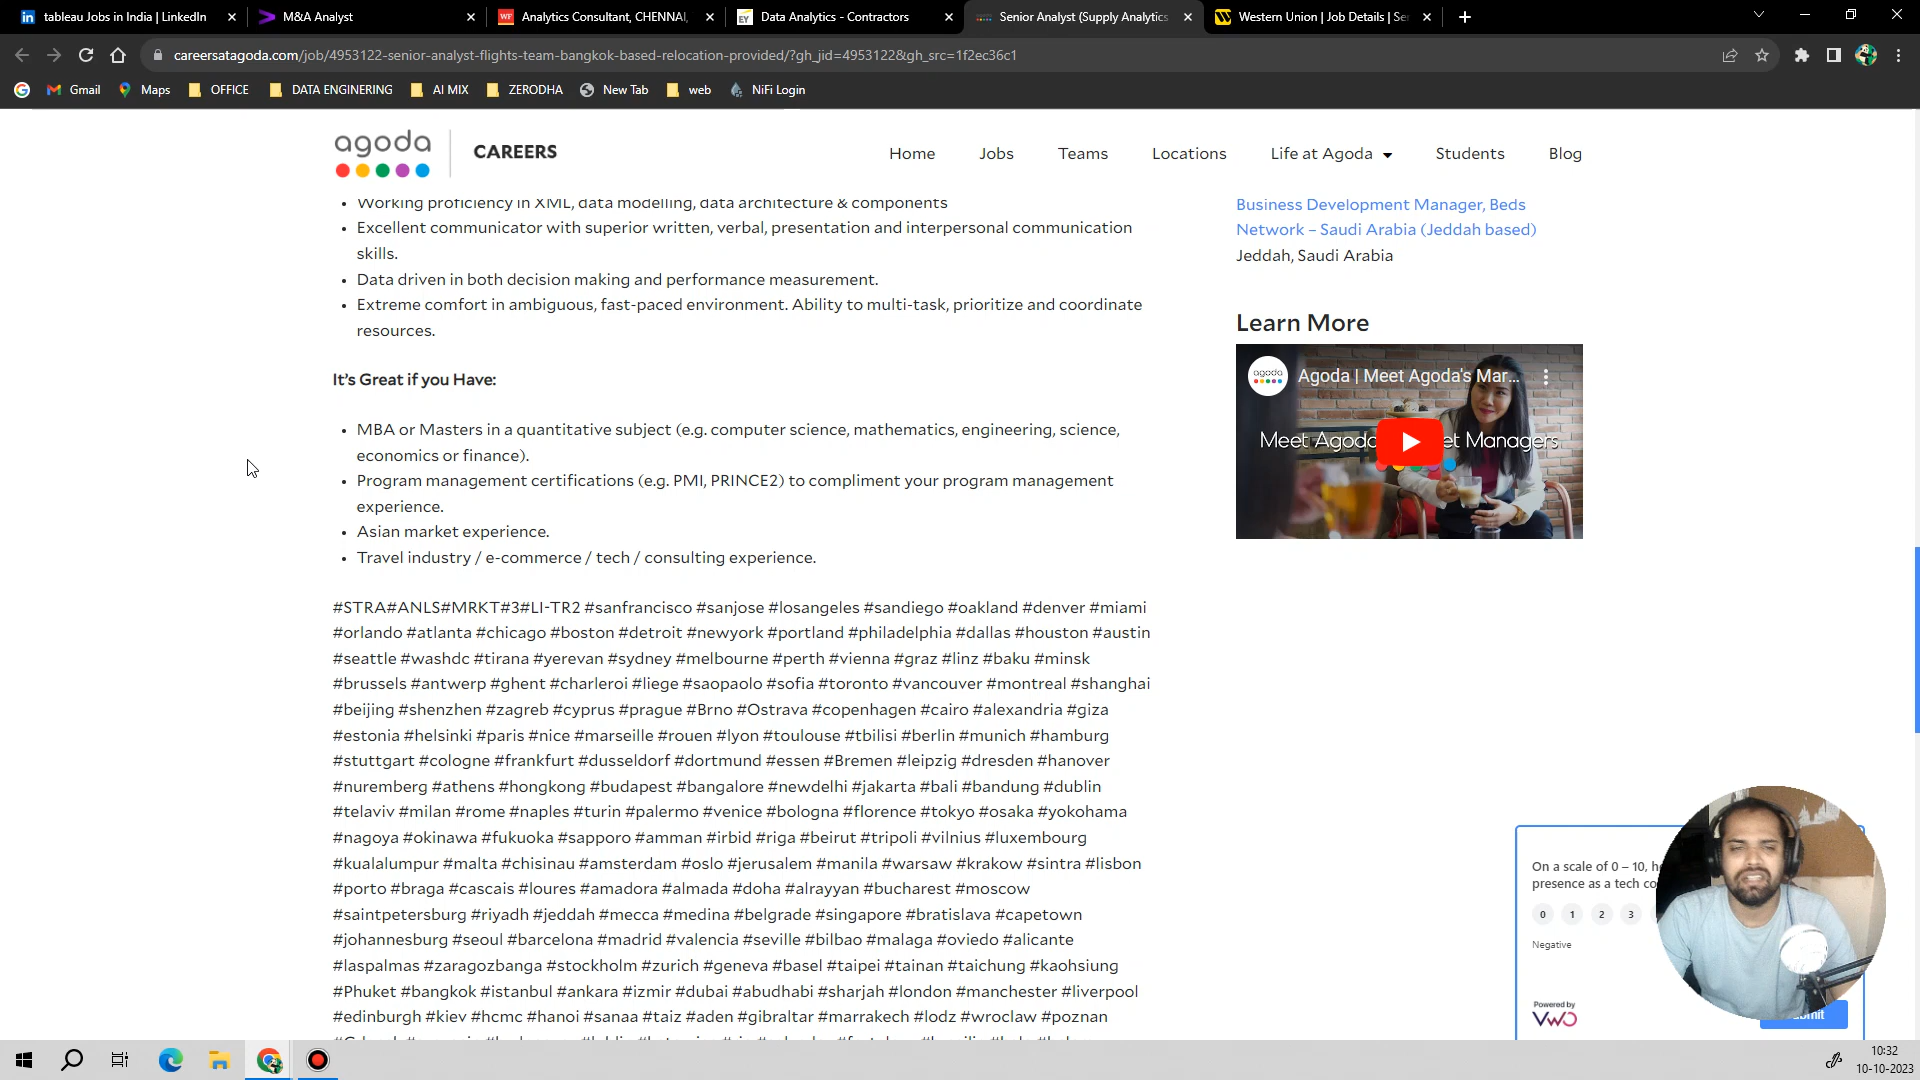 tableau Jobs in India | LinkedIn
M&A Analyst
WF Analytics Consultant, CHENNAI,
EY Data Analytics - Contractors
Senior Analyst (Supply Analytics
Western Union | Job Details | Se
careersatagoda.com/job/4953122-senior-analyst-flights-team-bangkok-based-relocation-provided/?gh_jid=4953122&gh_src=1f2ec36c1
Gmail
Maps
OFFICE
DATA ENGINERING
AI MIX
ZERODHA
New Tab
web
NiFi Login
agoda
CAREERS
Home
Jobs
Teams
Locations
Life at Agoda
Students
Blog
• Working proficiency in XML, data modelling, data architecture & components
• Excellent communicator with superior written, verbal, presentation and interpersonal communication
skills.
• Data driven in both decision making and performance measurement.
• Extreme comfort in ambiguous, fast-paced environment. Ability to multi-task, prioritize and coordinate
resources.
It's Great if you Have:
• MBA or Masters in a quantitative subject (e.g. computer science, mathematics, engineering, science,
economics or finance).
• Program management certifications (e.g. PMI, PRINCE2) to compliment your program management
experience.
• Asian market experience.
• Travel industry / e-commerce / tech / consulting experience.
#STRA#ANLS#MRKT#3#LI-TR2 #sanfrancisco #sanjose #losangeles #sandiego #oakland #denver #miami
#orlando #atlanta #chicago #boston #detroit #newyork #portland #philadelphia #dallas #houston #austin
#seattle #washdc #tirana #yerevan #sydney #melbourne #perth #vienna #graz #linz #baku #minsk
#brussels #antwerp #ghent #charleroi #liege #saopaolo #sofia #toronto #vancouver #montreal #shanghai
#beijing #shenzhen #zagreb #cyprus #prague #Brno #Ostrava #copenhagen #cairo #alexandria #giza
#estonia #helsinki #paris #nice #marseille #rouen #lyon #toulouse #tbilisi #berlin #munich #hamburg
#stuttgart #cologne #frankfurt #dusseldorf #dortmund #essen #Bremen #leipzig #dresden #hanover
#nuremberg #athens #hongkong #budapest #bangalore #newdelhi #jakarta #bali #bandung #dublin
#telaviv #milan #rome #naples #turin #palermo #venice #bologna #florence #tokyo #osaka #yokohama
#nagoya #okinawa #fukuoka #sapporo #amman #irbid #riga #beirut #tripoli #vilnius #luxembourg
#kualalumpur #malta #chisinau #amsterdam #oslo #jerusalem #manila #warsaw #krakow #sintra #lisbon
#porto #braga #cascais #loures #amadora #almada #doha #alrayyan #bucharest #moscow
#saintpetersburg #riyadh #jeddah #mecca #medina #belgrade #singapore #bratislava #capetown
#johannesburg #seoul #barcelona #madrid #valencia #seville #bilbao #malaga #oviedo #alicante
#laspalmas #zaragozbanga #stockholm #zurich #geneva #basel #taipei #tainan #taichung #kaohsiung
#Phuket #bangkok #istanbul #ankara #izmir #dubai #abudhabi #sharjah #london #manchester #liverpool
#edinburgh #kiev #hcmc #hanoi #sanaa #taiz #aden #gibraltar #marrakech #lodz #wroclaw #poznan
Business Development Manager, Beds
Network – Saudi Arabia (Jeddah based)
Jeddah, Saudi Arabia
Learn More
agoda Agoda | Meet Agoda's Mar...
Meet Agoda
et Managers
On a scale of 0 – 10, h
presence as a tech co
0 1 2 3
Negative
Powered by
VWO
10:32
10-10-2023